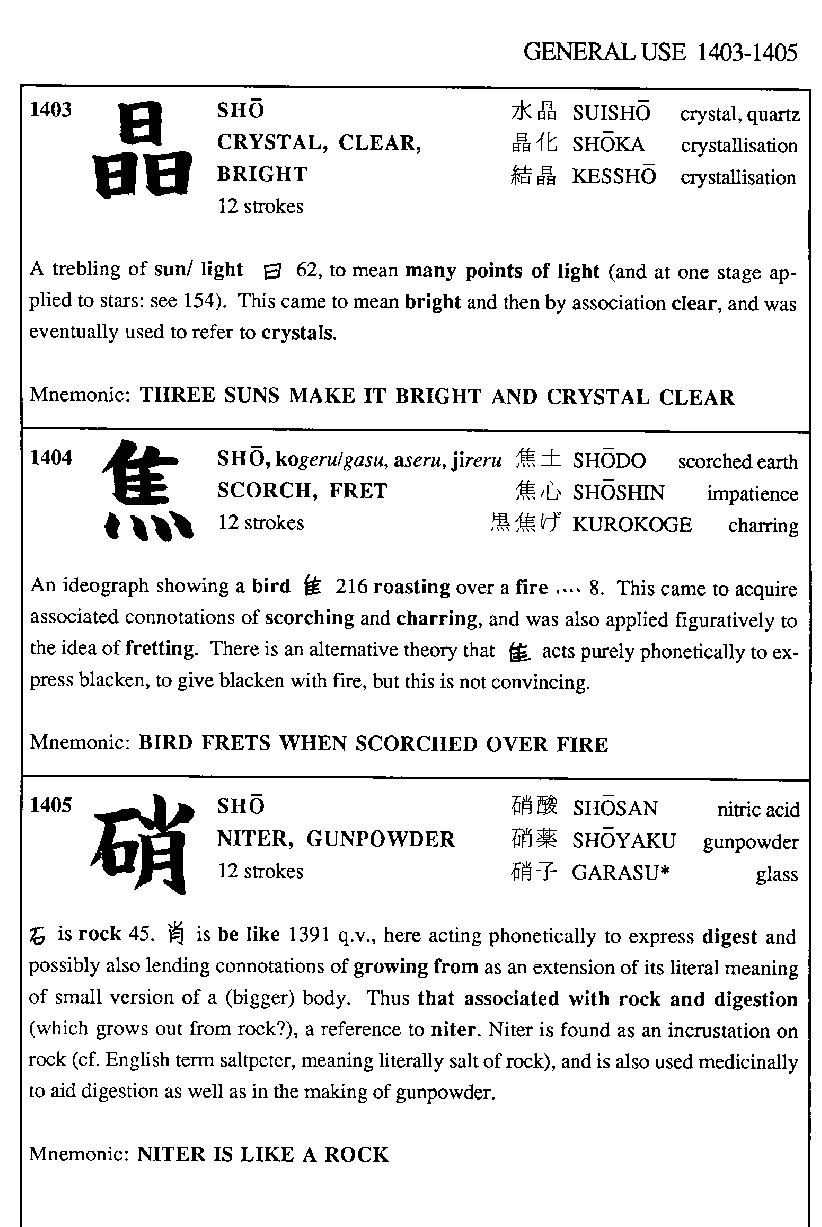 GENERAL USE 1403-1405
1403 晶 SHŌ 水晶 SUISHŌ crystal, quartz
CRYSTAL, CLEAR, 晶化 SHŌKA crystallisation
BRIGHT 結晶 KESSHŌ crystallisation
12 strokes
A trebling of sun/ light 日 62, to mean many points of light (and at one stage ap-
plied to stars: see 154). This came to mean bright and then by association clear, and was
eventually used to refer to crystals.
Mnemonic: THREE SUNS MAKE IT BRIGHT AND CRYSTAL CLEAR
1404 焦 SHŌ, kogeru/gasu, aseru, jireru 焦土 SHŌDO scorched earth
SCORCH, FRET 焦心 SHŌSHIN impatience
12 strokes 黒焦げ KUROKOGE charring
An ideograph showing a bird 隹 216 roasting over a fire 灬 8. This came to acquire
associated connotations of scorching and charring, and was also applied figuratively to
the idea of fretting. There is an alternative theory that 隹 acts purely phonetically to ex-
press blacken, to give blacken with fire, but this is not convincing.
Mnemonic: BIRD FRETS WHEN SCORCHED OVER FIRE
1405 硝 SHŌ 硝酸 SHŌSAN nitric acid
NITER, GUNPOWDER 硝薬 SHŌYAKU gunpowder
12 strokes 硝子 GARASU* glass
石 is rock 45. 肖 is be like 1391 q.v., here acting phonetically to express digest and
possibly also lending connotations of growing from as an extension of its literal meaning
of small version of a (bigger) body. Thus that associated with rock and digestion
(which grows out from rock?), a reference to niter. Niter is found as an incrustation on
rock (cf. English term saltpeter, meaning literally salt of rock), and is also used medicinally
to aid digestion as well as in the making of gunpowder.
Mnemonic: NITER IS LIKE A ROCK